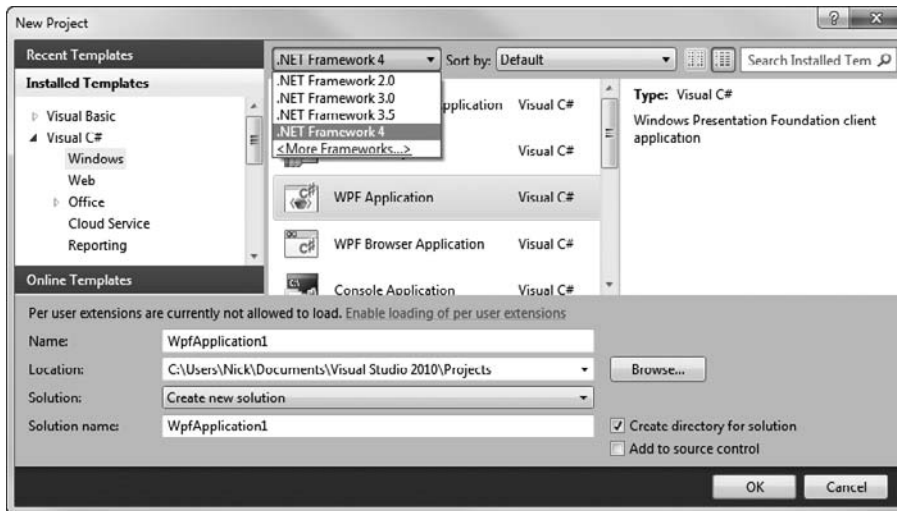 New Project
Recent Templates
Installed Templates
Visual Basic
Visual C#
Windows
Web
Office
Cloud Service
Reporting
Online Templates
.NET Framework 4
Sort by: Default
Search Installed Tem
.NET Framework 2.0
.NET Framework 3.0
.NET Framework 3.5
.NET Framework 4
<More Frameworks...>
pplication Visual C#
Visual C#
WPF Application Visual C#
WPF Browser Application Visual C#
Console Application Visual C#
Type: Visual C#
Windows Presentation Foundation client
application
Per user extensions are currently not allowed to load. Enable loading of per user extensions
Name: WpfApplication1
Location: C:\Users\Nick\Documents\Visual Studio 2010\Projects Browse...
Solution: Create new solution
Solution name: WpfApplication1
Create directory for solution
Add to source control
OK Cancel